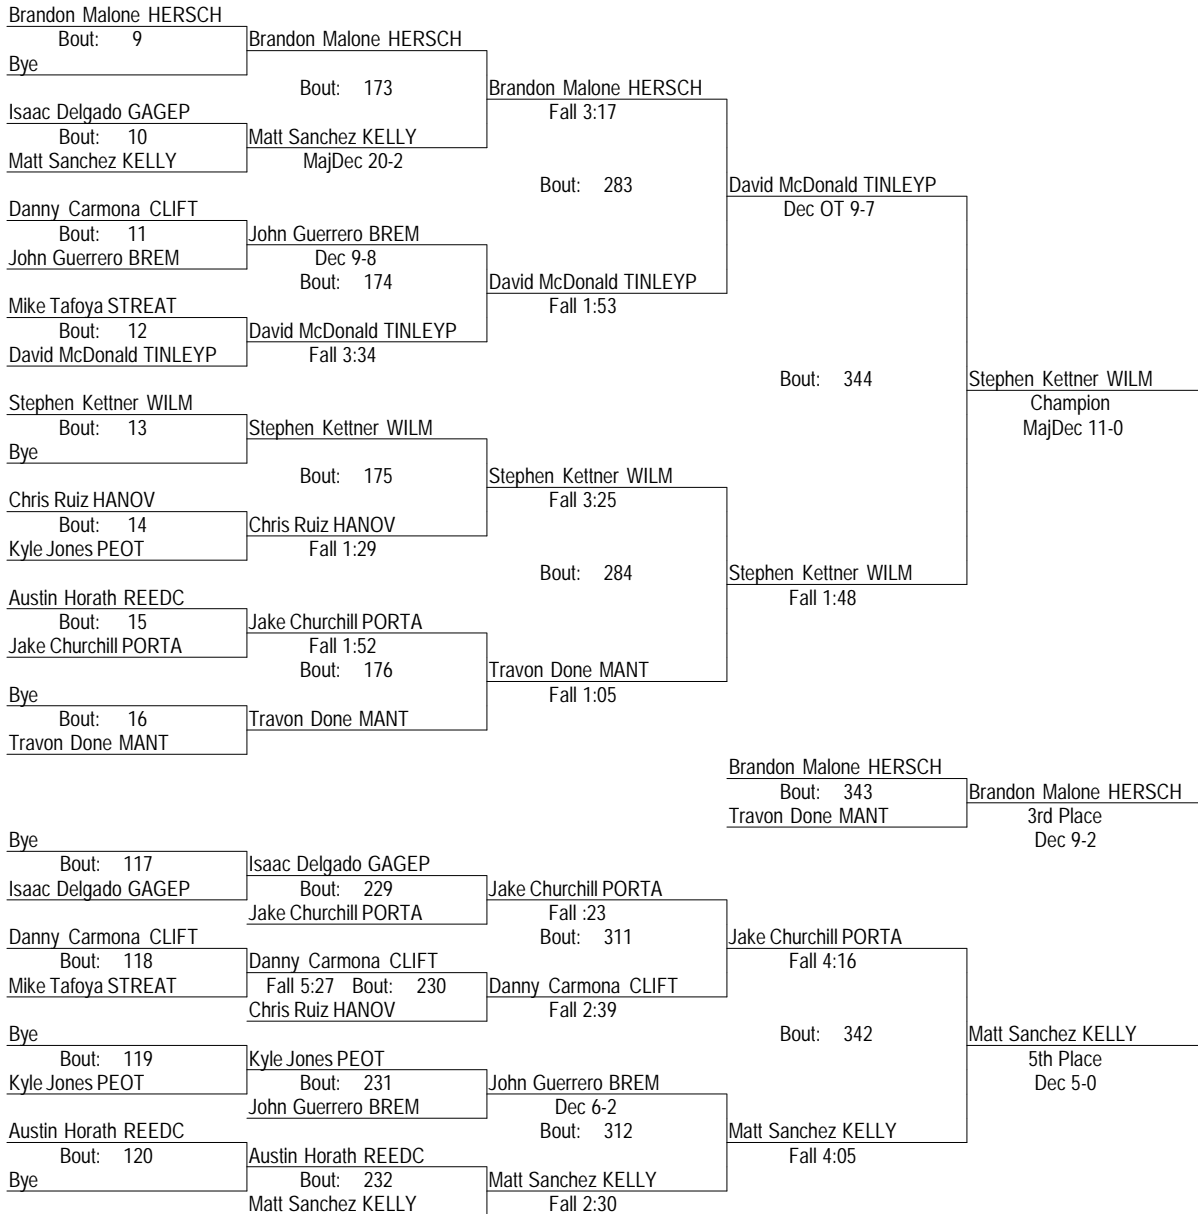 Brandon Malone HERSCH
Bout: 9
Brandon Malone HERSCH
Bye
Bout: 173
Brandon Malone HERSCH
Isaac Delgado GAGEP
Fall 3:17
Bout: 10
Matt Sanchez KELLY
Matt Sanchez KELLY
MajDec 20-2
Bout: 283
David McDonald TINLEYP
Danny Carmona CLIFT
Dec OT 9-7
Bout: 11
John Guerrero BREM
John Guerrero BREM
Dec 9-8
Bout: 174
David McDonald TINLEYP
Mike Tafoya STREAT
Fall 1:53
Bout: 12
David McDonald TINLEYP
David McDonald TINLEYP
Fall 3:34
Bout: 344
Stephen Kettner WILM
Stephen Kettner WILM
Champion
Bout: 13
Stephen Kettner WILM
MajDec 11-0
Bye
Bout: 175
Stephen Kettner WILM
Chris Ruiz HANOV
Fall 3:25
Bout: 14
Chris Ruiz HANOV
Kyle Jones PEOT
Fall 1:29
Bout: 284
Stephen Kettner WILM
Austin Horath REEDC
Fall 1:48
Bout: 15
Jake Churchill PORTA
Jake Churchill PORTA
Fall 1:52
Bout: 176
Travon Done MANT
Bye
Fall 1:05
Bout: 16
Travon Done MANT
Travon Done MANT
Brandon Malone HERSCH
Bout: 343
Brandon Malone HERSCH
Travon Done MANT
3rd Place
Dec 9-2
Bye
Bout: 117
Isaac Delgado GAGEP
Isaac Delgado GAGEP
Bout: 229
Jake Churchill PORTA
Jake Churchill PORTA
Fall :23
Danny Carmona CLIFT
Bout: 311
Jake Churchill PORTA
Bout: 118
Danny Carmona CLIFT
Fall 4:16
Mike Tafoya STREAT
Fall 5:27 Bout: 230
Danny Carmona CLIFT
Chris Ruiz HANOV
Fall 2:39
Bye
Bout: 342
Matt Sanchez KELLY
Bout: 119
Kyle Jones PEOT
5th Place
Kyle Jones PEOT
Bout: 231
John Guerrero BREM
Dec 5-0
John Guerrero BREM
Dec 6-2
Austin Horath REEDC
Bout: 312
Matt Sanchez KELLY
Bout: 120
Austin Horath REEDC
Fall 4:05
Bye
Bout: 232
Matt Sanchez KELLY
Matt Sanchez KELLY
Fall 2:30